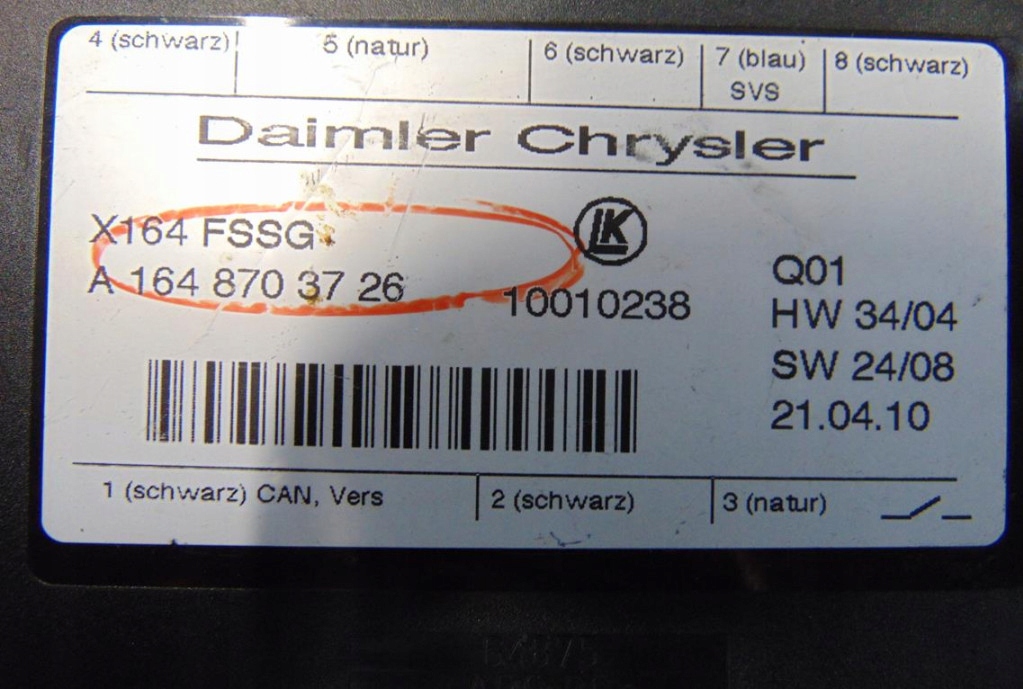 4 (schwarz) 5 (natur) 6 (schwarz) 7 (blau) 8 (schwarz)
SVS
Daimler Chrysler
X164 FSSG
LK
A 164 870 37 26
10010238
Q01
HW 34/04
SW 24/08
21.04.10
1 (schwarz) CAN, Vers 2 (schwarz) 3 (natur)